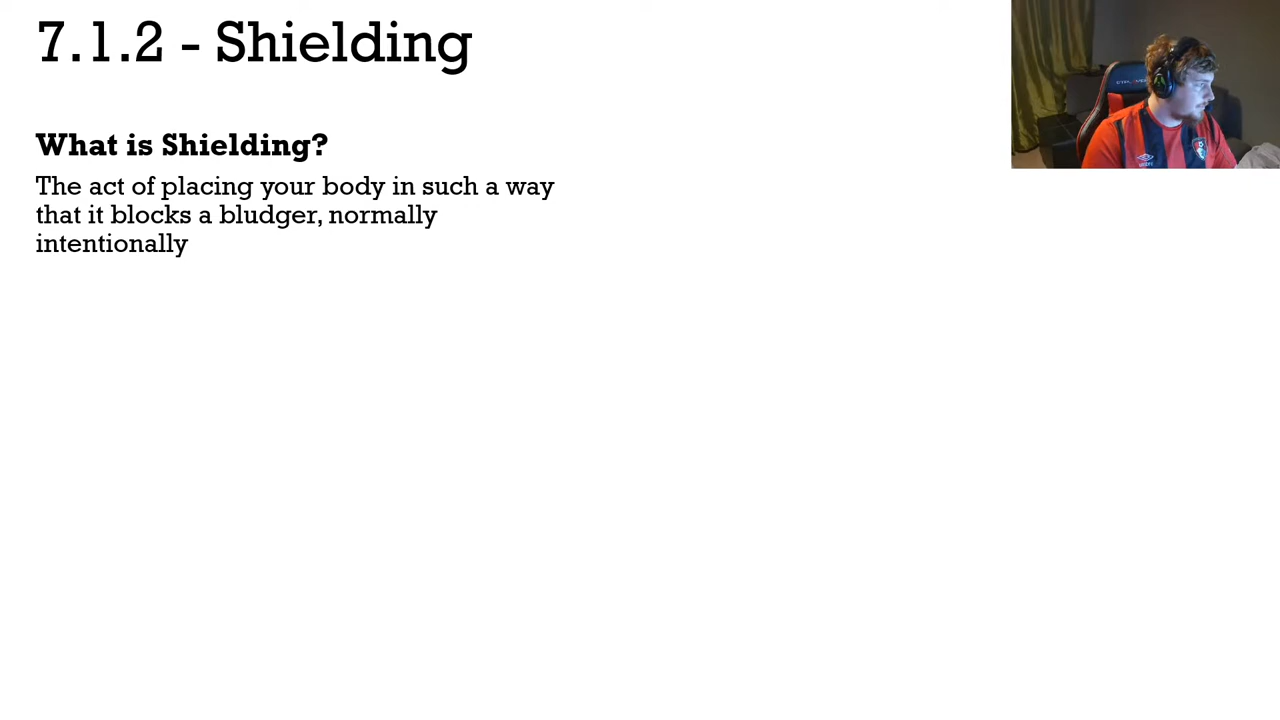 7.1.2 - Shielding
What is Shielding?
The act of placing your body in such a way
that it blocks a bludger, normally
intentionally